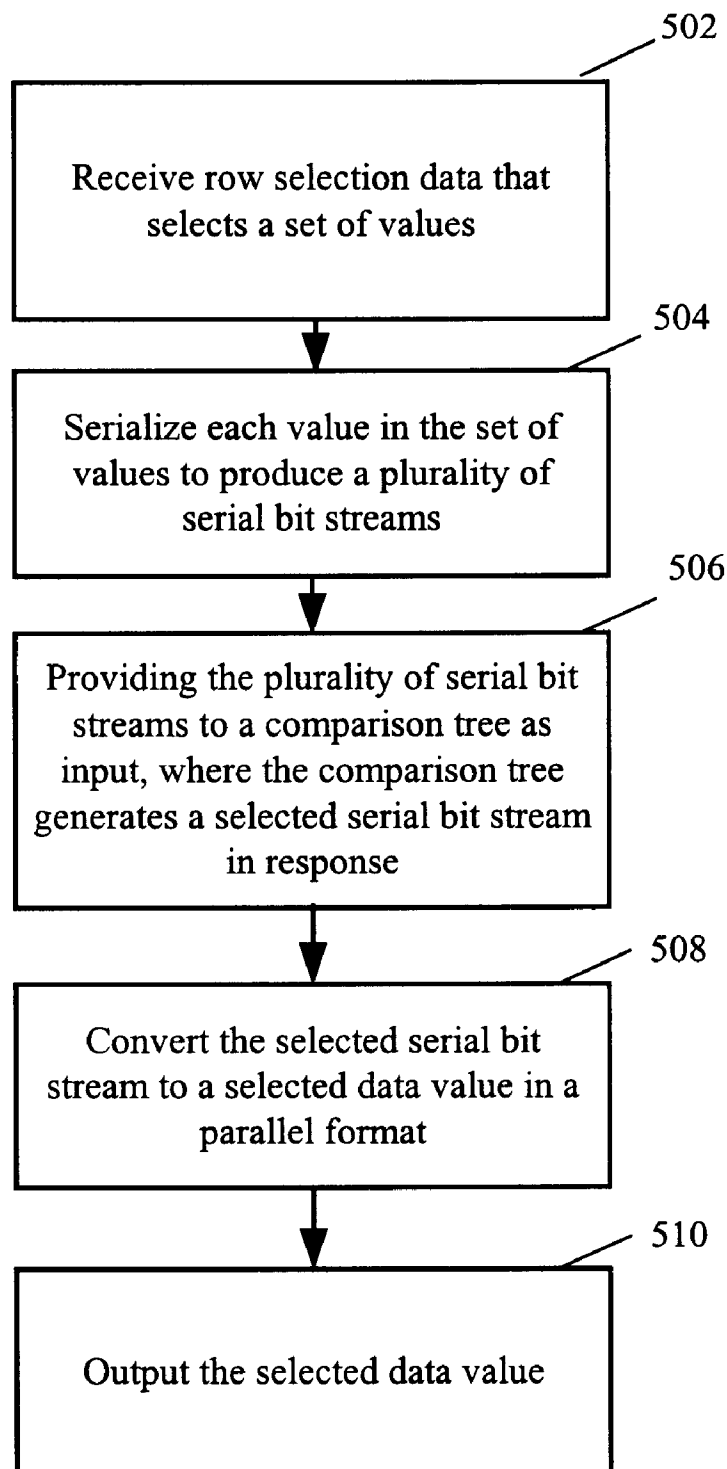 502
Receive row selection data that
selects a set of values
504
Serialize each value in the set of
values to produce a plurality of
serial bit streams
506
Providing the plurality of serial bit
streams to a comparison tree as
input, where the comparison tree
generates a selected serial bit stream
in response
508
Convert the selected serial bit
stream to a selected data value in a
parallel format
510
Output the selected data value